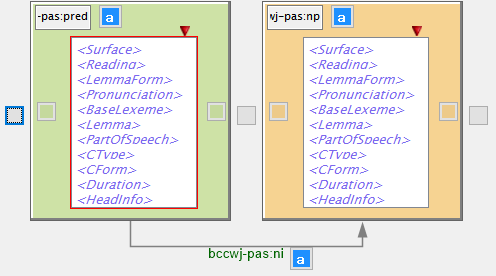 -pas:pred a
<Surface>
<Reading>
<LemmaForm>
<Pronunciation>
<BaseLexeme>
<Lemma>
<PartOfSpeech>
<CType>
<CForm>
<Duration>
<HeadInfo>
wj-pas:np a
<Surface>
<Reading>
<LemmaForm>
<Pronunciation>
<BaseLexeme>
<Lemma>
<PartOfSpeech>
<CType>
<CForm>
<Duration>
<HeadInfo>
bccwj-pas:ni a